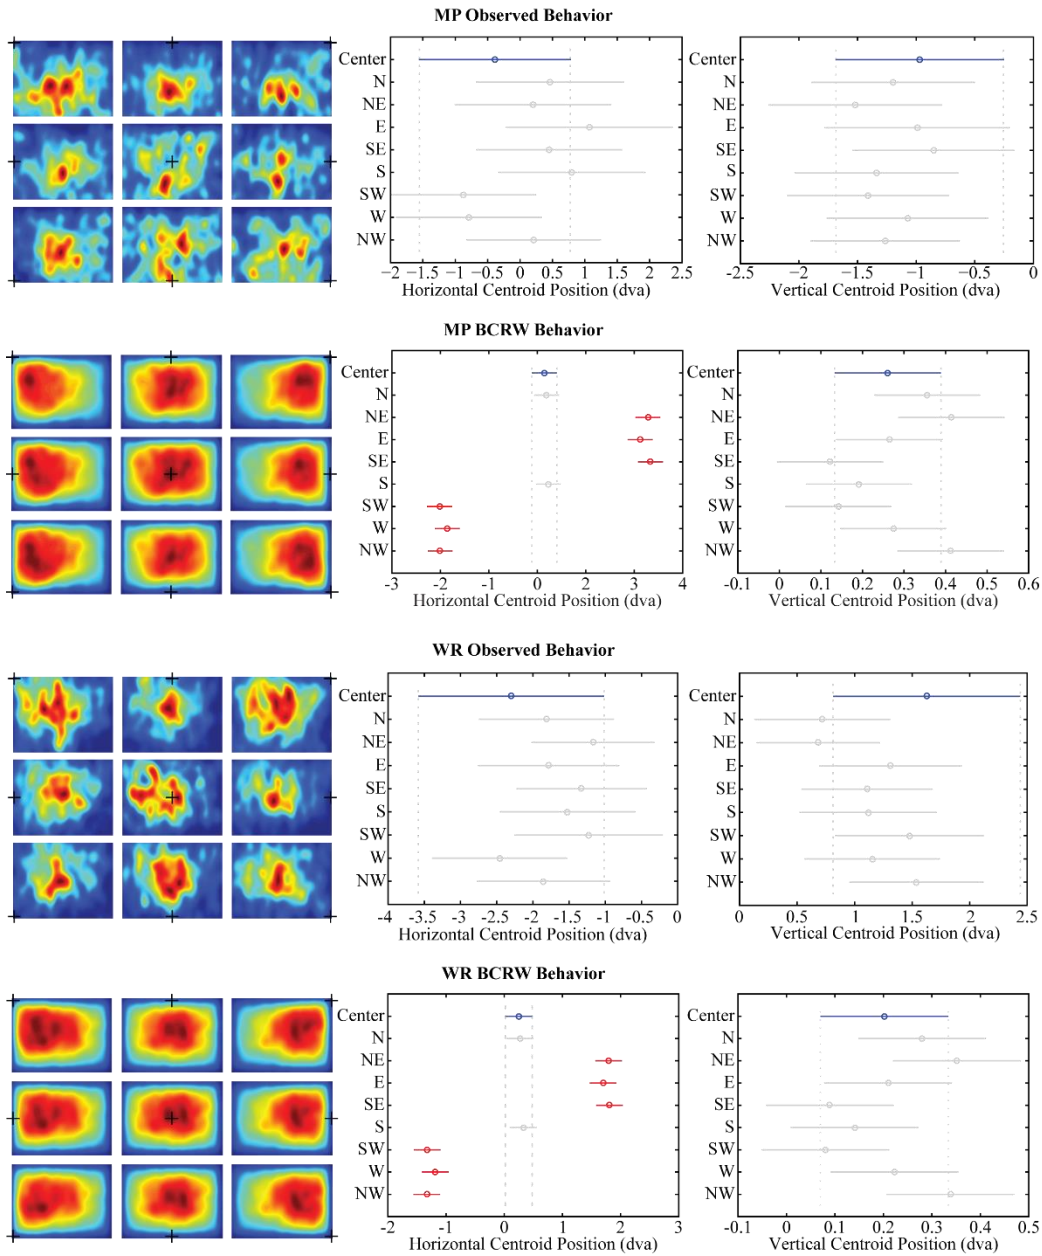 MP Observed Behavior
Center
N
NE
E
SE
S
SW
W
NW
−2 −1.5 −1 −0.5 0 0.5 1 1.5 2 2.5
Horizontal Centroid Position (dva)
Center
N
NE
E
SE
S
SW
W
NW
−2.5 −2 −1.5 −1 −0.5 0
Vertical Centroid Position (dva)
MP BCRW Behavior
Center
N
NE
E
SE
S
SW
W
NW
−3 −2 −1 0 1 2 3 4
Horizontal Centroid Position (dva)
Center
N
NE
E
SE
S
SW
W
NW
−0.1 0 0.1 0.2 0.3 0.4 0.5 0.6
Vertical Centroid Position (dva)
WR Observed Behavior
Center
N
NE
E
SE
S
SW
W
NW
−4 −3.5 −3 −2.5 −2 −1.5 −1 −0.5 0
Horizontal Centroid Position (dva)
Center
N
NE
E
SE
S
SW
W
NW
0 0.5 1 1.5 2 2.5
Vertical Centroid Position (dva)
WR BCRW Behavior
Center
N
NE
E
SE
S
SW
W
NW
−2 −1 0 1 2 3
Horizontal Centroid Position (dva)
Center
N
NE
E
SE
S
SW
W
NW
−0.1 0 0.1 0.2 0.3 0.4 0.5
Vertical Centroid Position (dva)